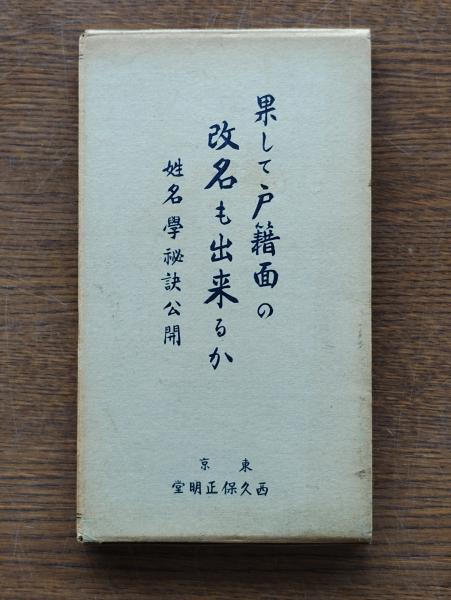 果して戸籍面の
改名も出来るか
姓名學秘訣公開
東京
西久保正明堂